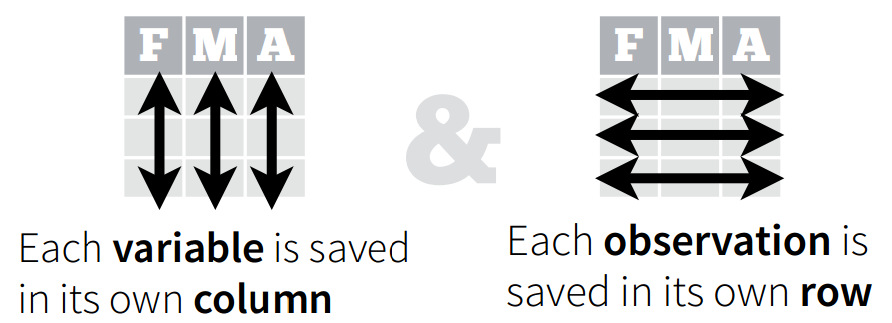 F M A
Each variable is saved
in its own column
&
F M A
Each observation is
saved in its own row